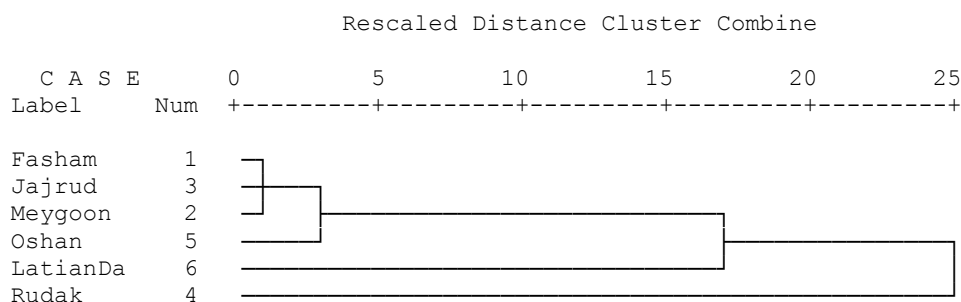 Rescaled Distance Cluster Combine
C A S E 0 5 10 15 20 25
Label Num +---------+---------+---------+---------+---------+
Fasham 1
Jajrud 3
Meygoon 2
Oshan 5
LatianDa 6
Rudak 4